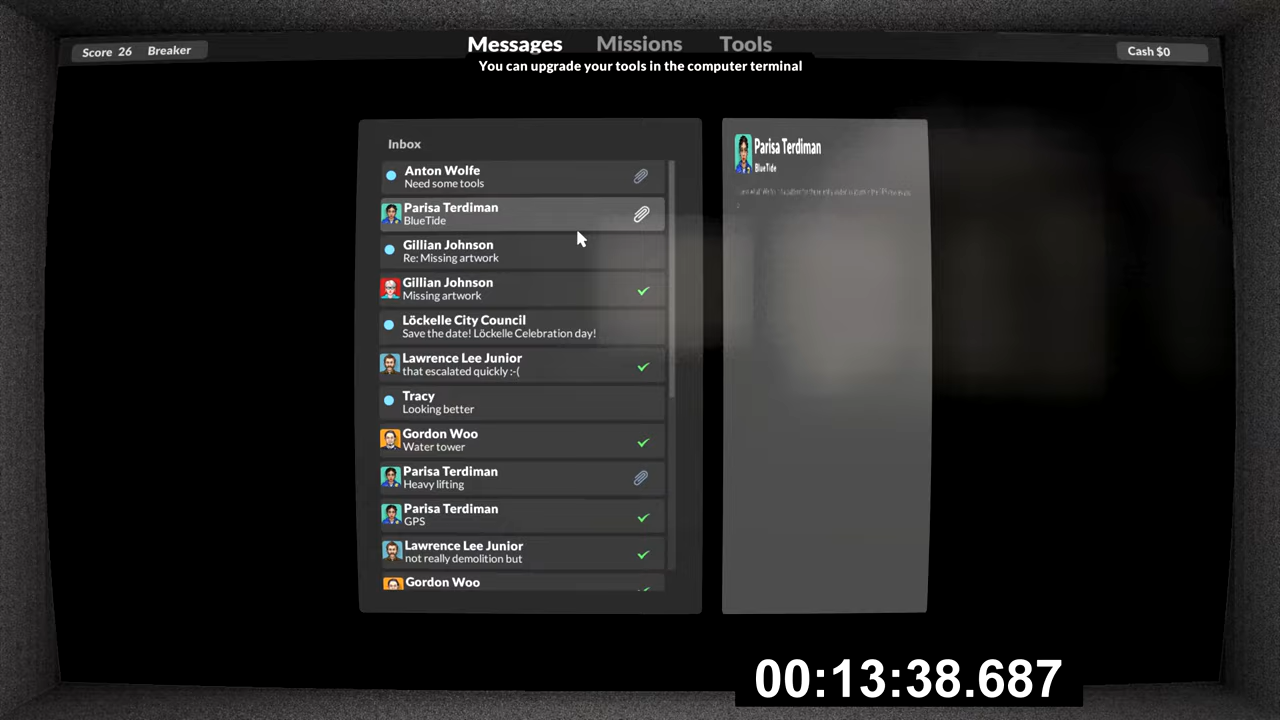 Score 26 Breaker
Messages Missions Tools
Cash $0
You can upgrade your tools in the computer terminal
Inbox
Anton Wolfe
Need some tools
Parisa Terdiman
BlueTide
Gillian Johnson
Re: Missing artwork
Gillian Johnson
Missing artwork
Löckelle City Council
Save the date! Löckelle Celebration day!
Lawrence Lee Junior
that escalated quickly :-(
Tracy
Looking better
Gordon Woo
Water tower
Parisa Terdiman
Heavy lifting
Parisa Terdiman
GPS
Lawrence Lee Junior
not really demolition but
Gordon Woo
Parisa Terdiman
BlueTide
00:13:38.687